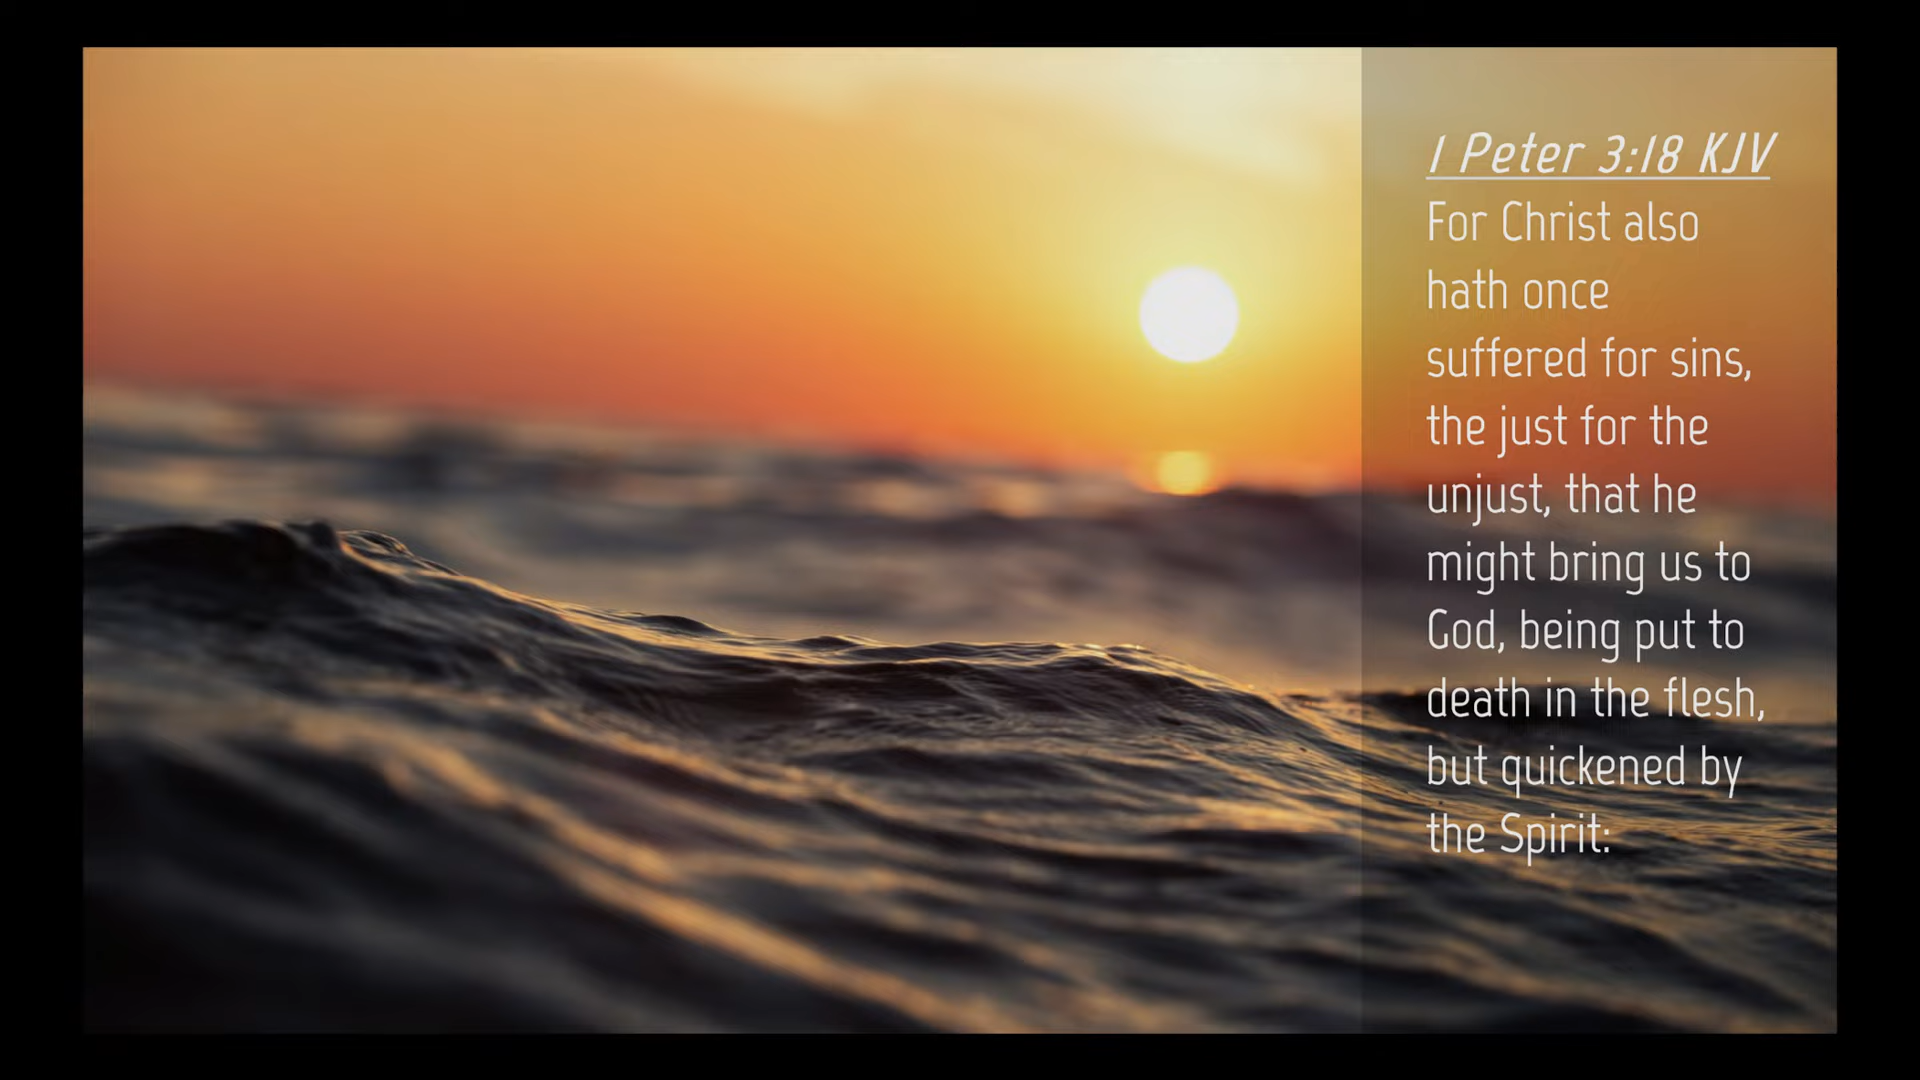 1 Peter 3:18 KJV
For Christ also
hath once
suffered for sins,
the just for the
unjust, that he
might bring us to
God, being put to
death in the flesh,
but quickened by
the Spirit: